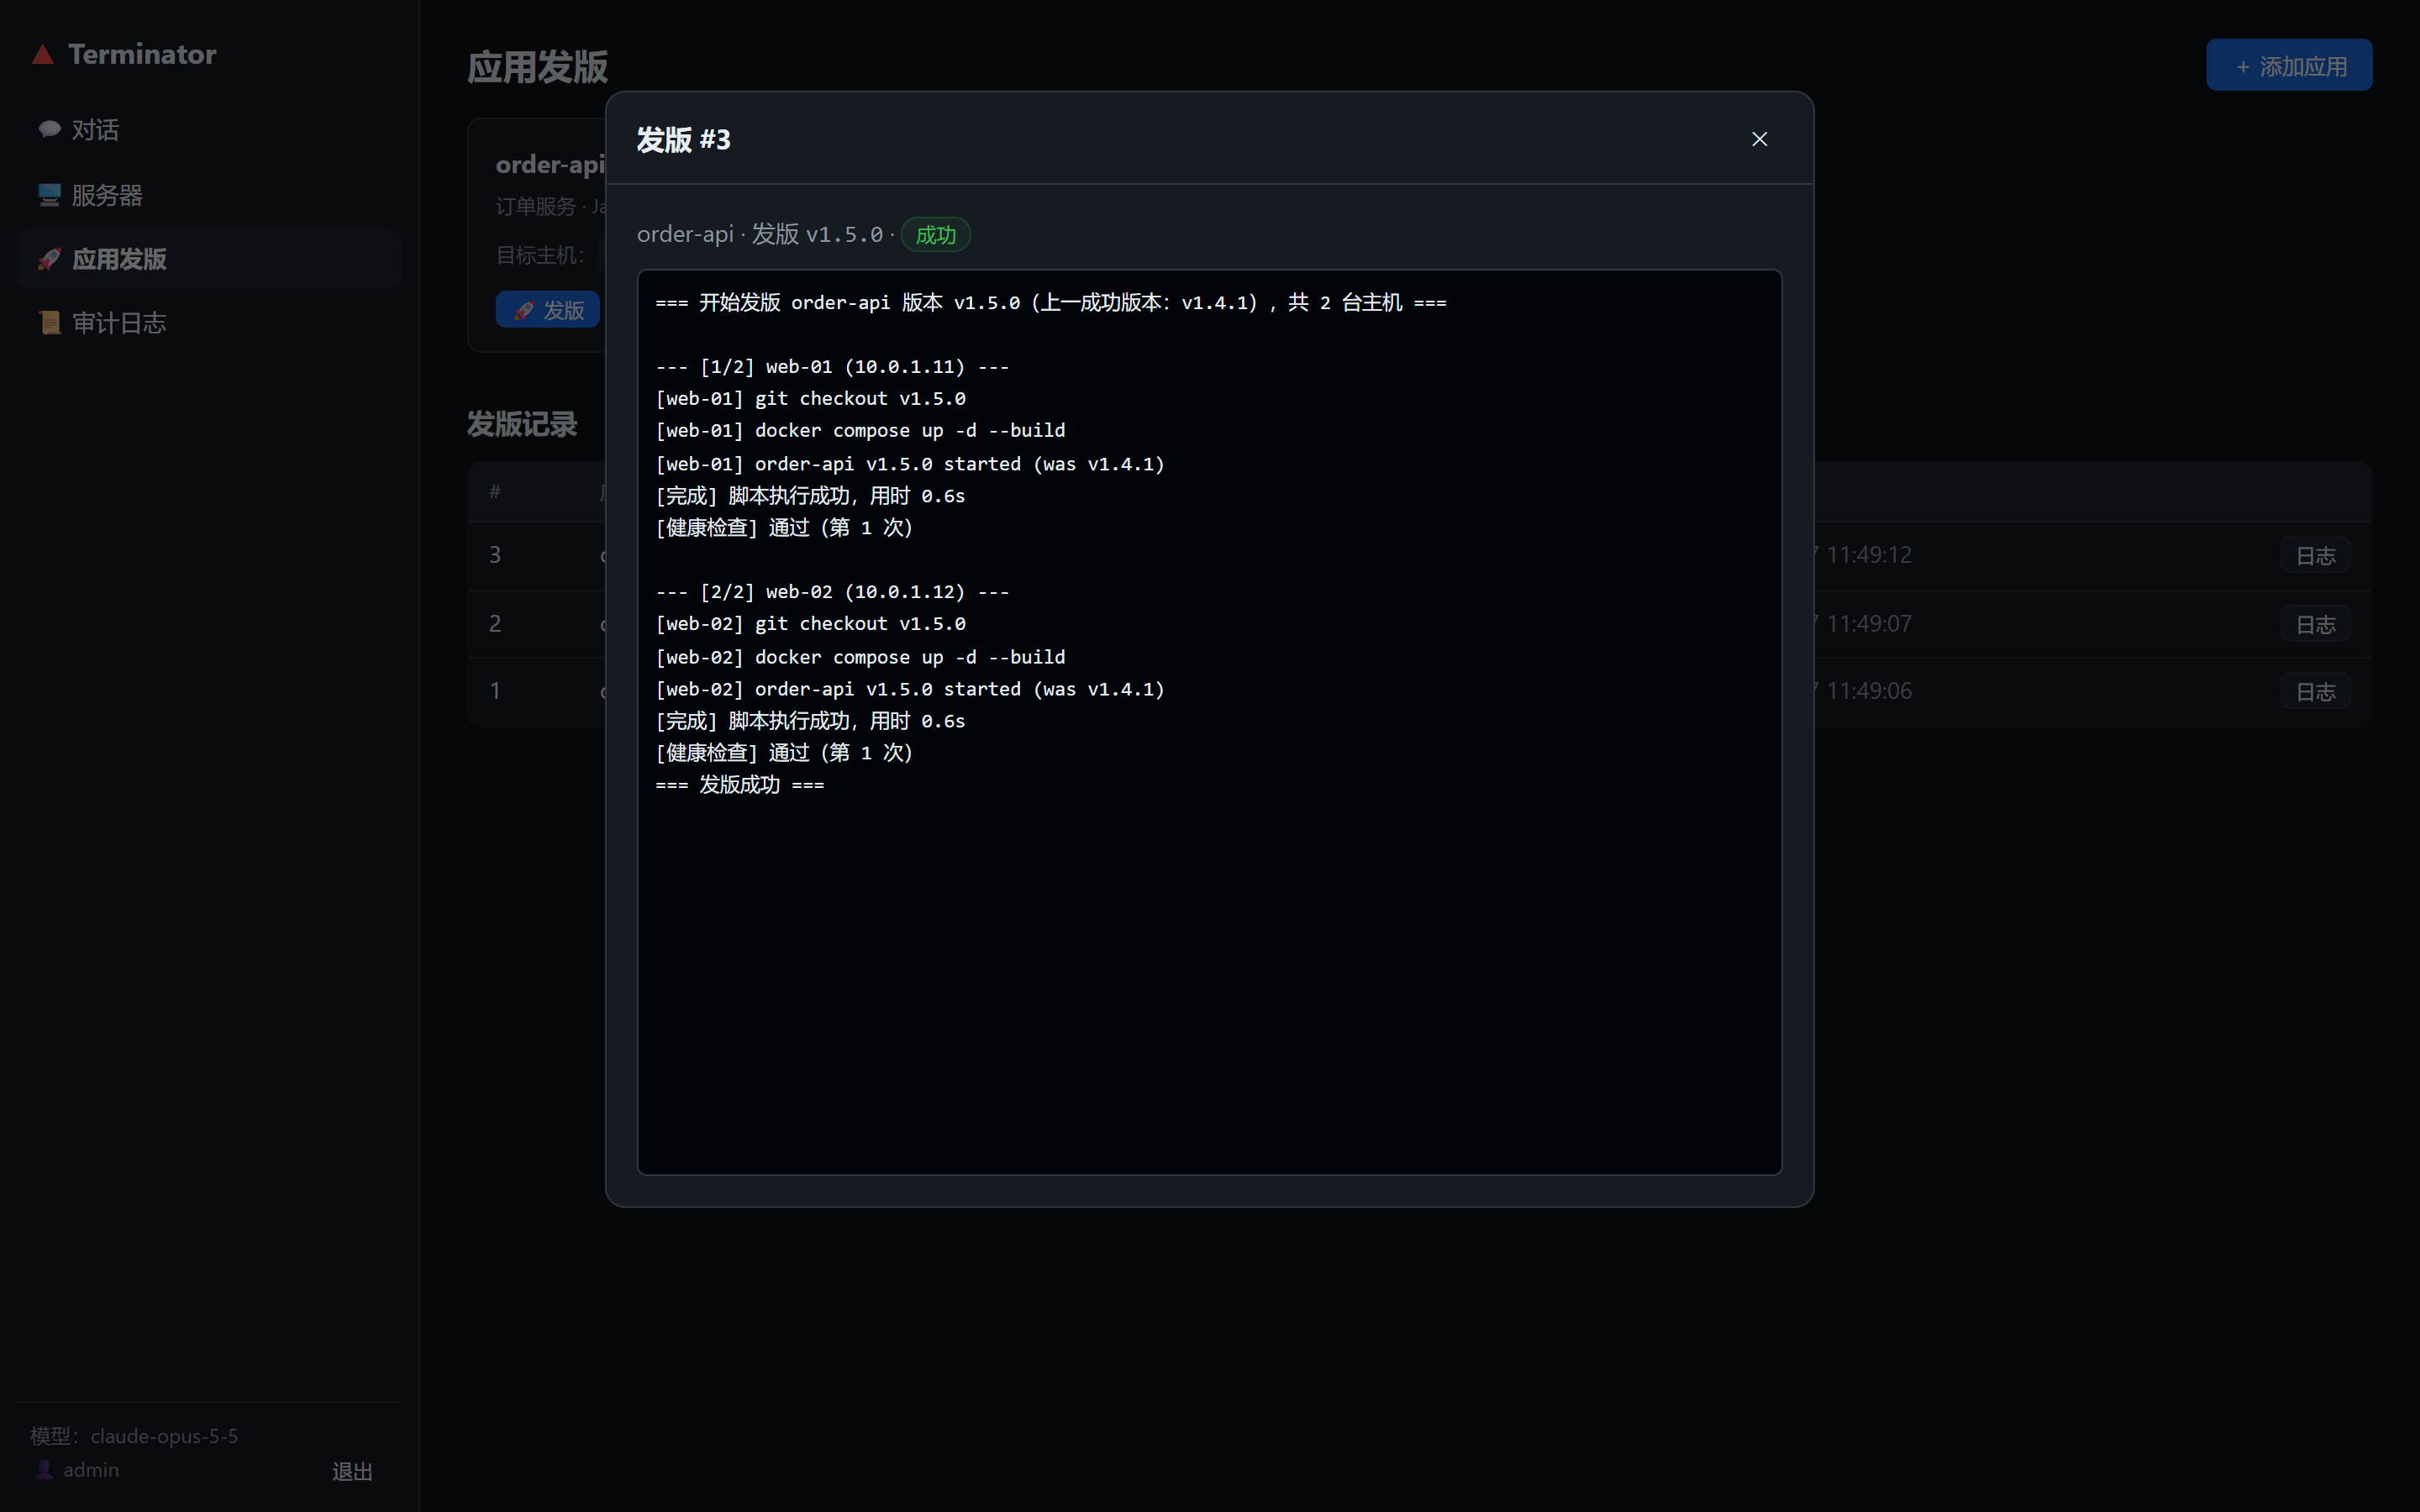 Terminator
对话
服务器
应用发版
审计日志
模型：claude-opus-5-5
admin
退出
应用发版
+ 添加应用
order-api
订单服务 ·
目标主机：
发版
发版记录
#
3
11:49:12
日志
2
11:49:07
日志
1
11:49:06
日志
发版 #3
order-api · 发版 v1.5.0 · 成功
=== 开始发版 order-api 版本 v1.5.0（上一成功版本：v1.4.1），共 2 台主机 ===
--- [1/2] web-01 (10.0.1.11) ---
[web-01] git checkout v1.5.0
[web-01] docker compose up -d --build
[web-01] order-api v1.5.0 started (was v1.4.1)
[完成] 脚本执行成功，用时 0.6s
[健康检查] 通过（第 1 次）
--- [2/2] web-02 (10.0.1.12) ---
[web-02] git checkout v1.5.0
[web-02] docker compose up -d --build
[web-02] order-api v1.5.0 started (was v1.4.1)
[完成] 脚本执行成功，用时 0.6s
[健康检查] 通过（第 1 次）
=== 发版成功 ===